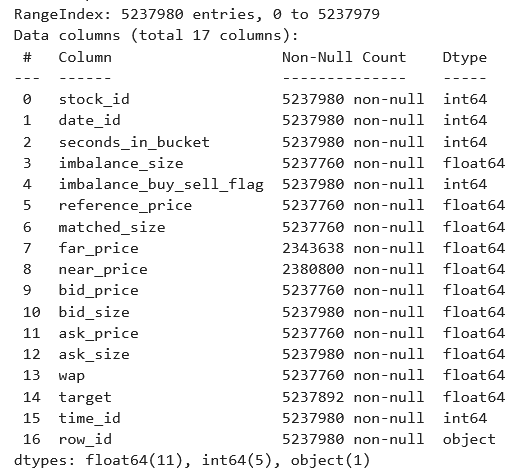 RangeIndex: 5237980 entries, 0 to 5237979
Data columns (total 17 columns):
 #   Column                   Non-Null Count    Dtype
---  ------                   --------------    -----
 0   stock_id                 5237980 non-null  int64
 1   date_id                  5237980 non-null  int64
 2   seconds_in_bucket        5237980 non-null  int64
 3   imbalance_size           5237760 non-null  float64
 4   imbalance_buy_sell_flag  5237980 non-null  int64
 5   reference_price          5237760 non-null  float64
 6   matched_size             5237760 non-null  float64
 7   far_price                2343638 non-null  float64
 8   near_price               2380800 non-null  float64
 9   bid_price                5237760 non-null  float64
 10  bid_size                 5237980 non-null  float64
 11  ask_price                5237760 non-null  float64
 12  ask_size                 5237980 non-null  float64
 13  wap                      5237760 non-null  float64
 14  target                   5237892 non-null  float64
 15  time_id                  5237980 non-null  int64
 16  row_id                   5237980 non-null  object
dtypes: float64(11), int64(5), object(1)